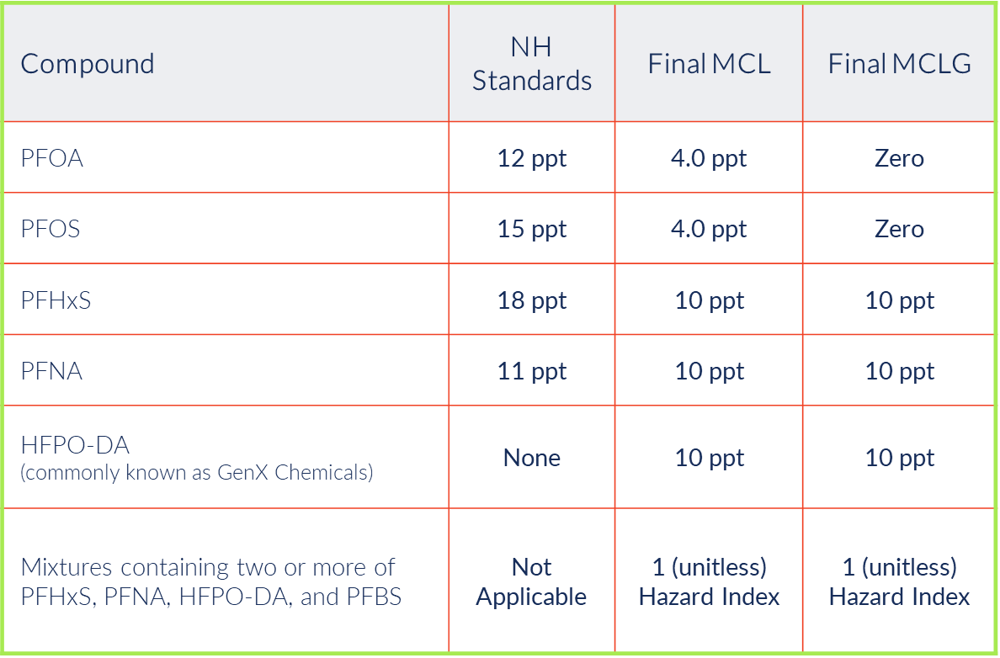 Compound
NH
Standards
Final MCL
Final MCLG
PFOA
12 ppt
4.0 ppt
Zero
PFOS
15 ppt
4.0 ppt
Zero
PFHxS
18 ppt
10 ppt
10 ppt
PFNA
11 ppt
10 ppt
10 ppt
HFPO-DA
(commonly known as GenX Chemicals)
None
10 ppt
10 ppt
Mixtures containing two or more of
PFHxS, PFNA, HFPO-DA, and PFBS
Not
Applicable
1 (unitless)
Hazard Index
1 (unitless)
Hazard Index